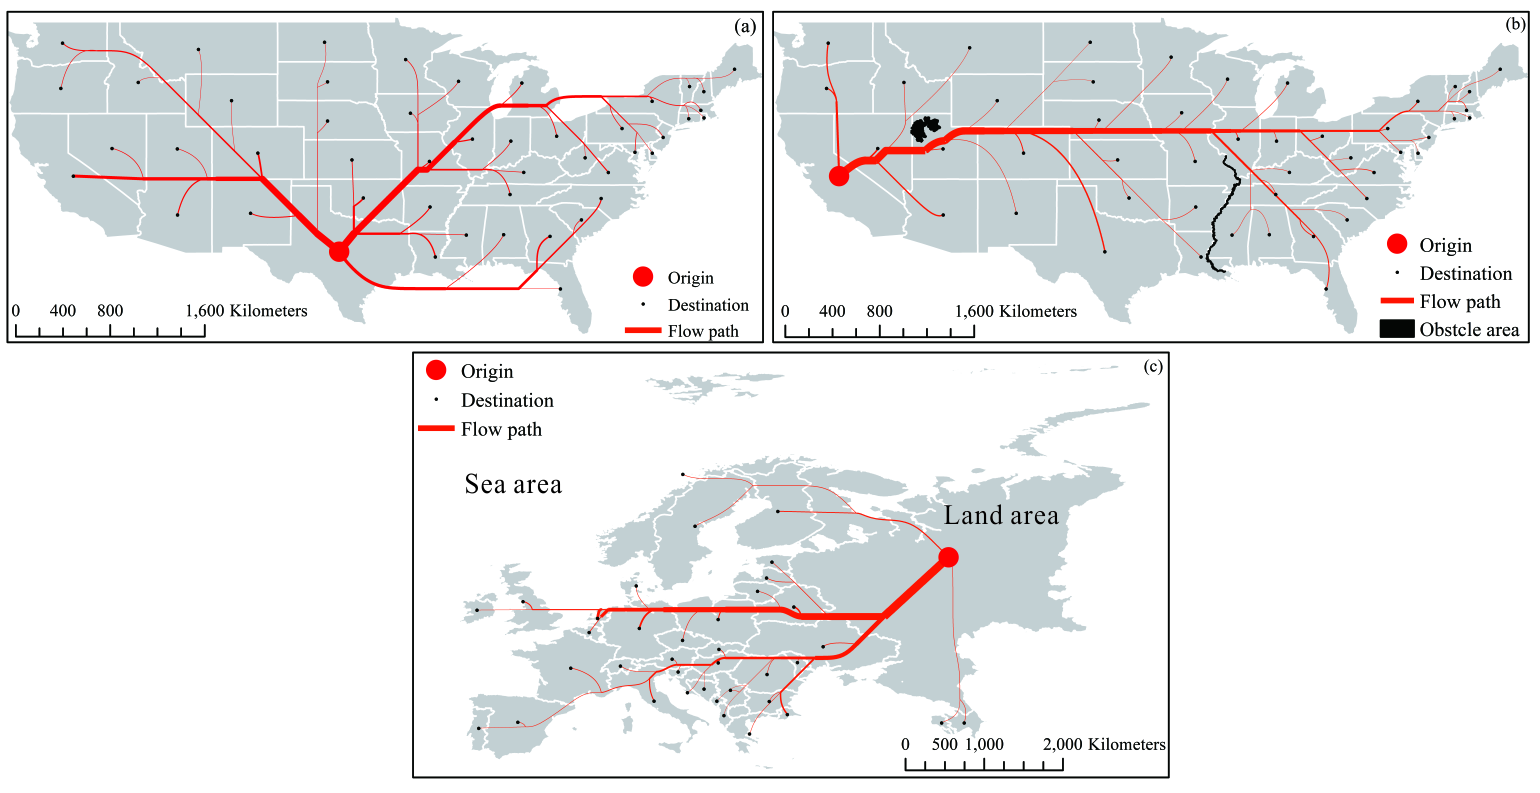 (a)
Origin
Destination
Flow path
0 400 800 1,600 Kilometers
(b)
Origin
Destination
Flow path
Obstcle area
0 400 800 1,600 Kilometers
(c)
Origin
Destination
Flow path
Sea area
Land area
0 500 1,000 2,000 Kilometers